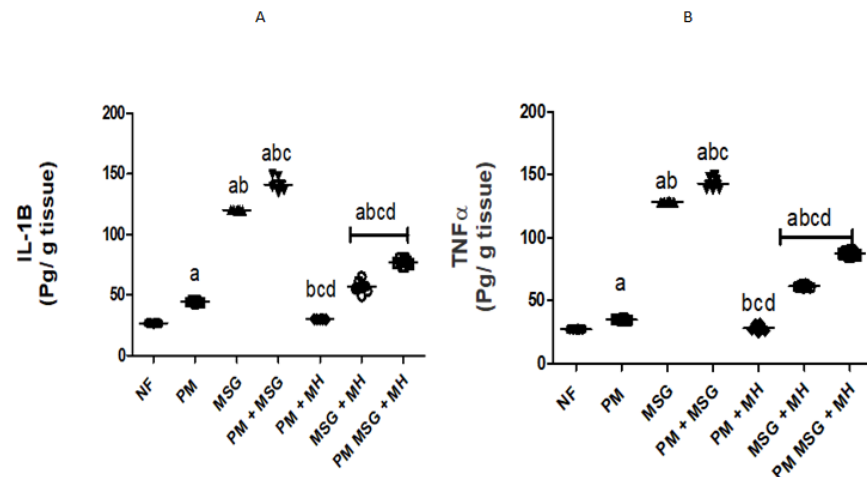 A
IL-1B
(Pg/ g tissue)
200
150
100
50
0
a
ab
abc
bcd
abcd
NF
PM
MSG
PM + MSG
PM + MH
MSG + MH
PM MSG + MH
B
TNFα
(Pg/ g tissue)
200
150
100
50
0
a
ab
abc
bcd
abcd
NF
PM
MSG
PM + MSG
PM + MH
MSG + MH
PM MSG + MH